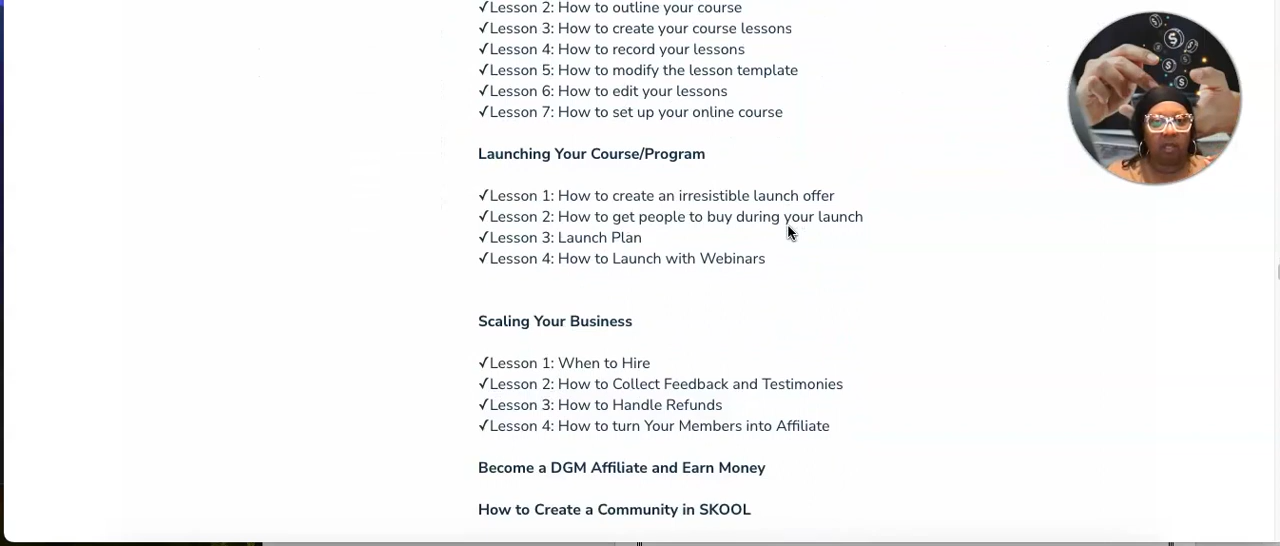 ✓Lesson 2: How to outline your course
✓Lesson 3: How to create your course lessons
✓Lesson 4: How to record your lessons
✓Lesson 5: How to modify the lesson template
✓Lesson 6: How to edit your lessons
✓Lesson 7: How to set up your online course
Launching Your Course/Program
✓Lesson 1: How to create an irresistible launch offer
✓Lesson 2: How to get people to buy during your launch
✓Lesson 3: Launch Plan
✓Lesson 4: How to Launch with Webinars
Scaling Your Business
✓Lesson 1: When to Hire
✓Lesson 2: How to Collect Feedback and Testimonies
✓Lesson 3: How to Handle Refunds
✓Lesson 4: How to turn Your Members into Affiliate
Become a DGM Affiliate and Earn Money
How to Create a Community in SKOOL